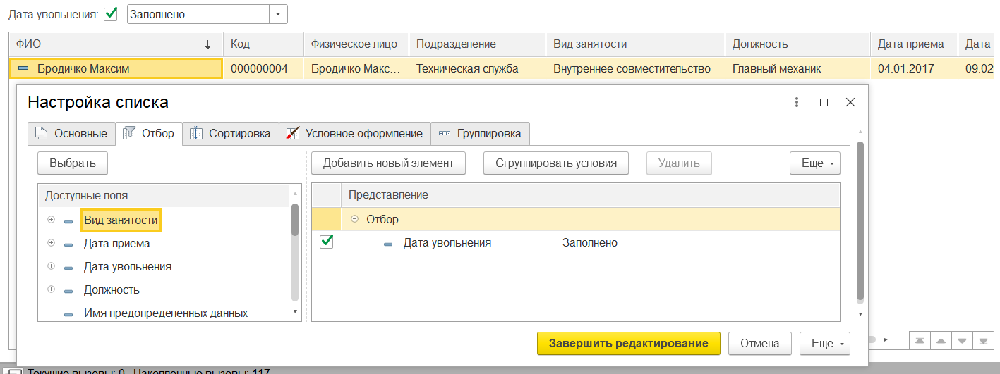 Дата увольнения: Заполнено
ФИО Код Физическое лицо Подразделение Вид занятости Должность Дата приема Дата
Бродичко Максим 000000004 Бродичко Макс... Техническая служба Внутреннее совместительство Главный механик 04.01.2017 09.02
Настройка списка
Основные Отбор Сортировка Условное оформление Группировка
Выбрать Добавить новый элемент Сгруппировать условия Удалить Еще
Доступные поля Представление
Вид занятости Отбор
Дата приема Дата увольнения Заполнено
Дата увольнения
Должность
Имя предопределенных данных
Завершить редактирование Отмена Еще
Текущие вызовы: 0 Накопленные вызовы: 117